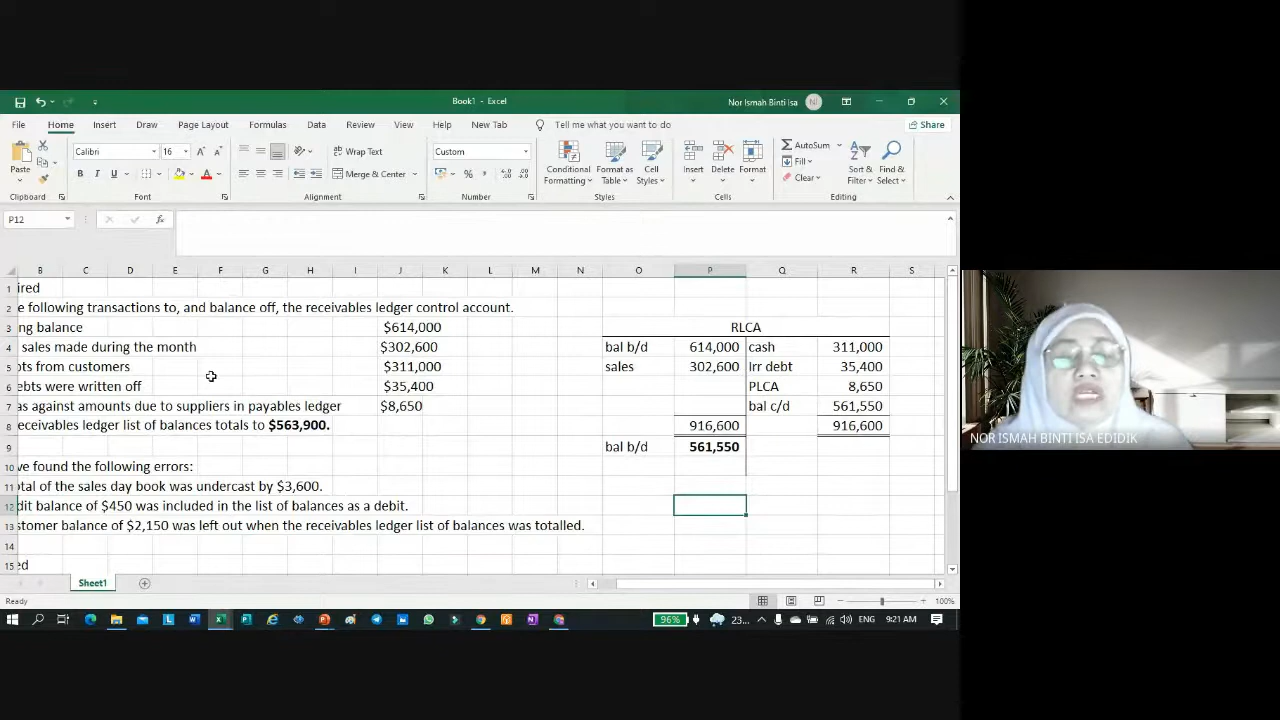 Book1 - Excel
Nor Ismah Binti Isa
NI
File Home Insert Draw Page Layout Formulas Data Review View Help New Tab Tell me what you want to do Share
Paste
Calibri 16
B I U
Wrap Text
Merge & Center
Custom
Conditional Formatting
Format as Table
Cell Styles
Insert Delete Format
AutoSum
Fill
Clear
Sort & Filter
Find & Select
Clipboard Font Alignment Number Styles Cells Editing
P12 fx
B C D E F G H I J K L M N O P Q R S
1 ired
2 e following transactions to, and balance off, the receivables ledger control account.
3 ng balance $614,000 RLCA
4 sales made during the month $302,600 bal b/d 614,000 cash 311,000
5 ots from customers $311,000 sales 302,600 Irr debt 35,400
6 ebts were written off $35,400 PLCA 8,650
7 as against amounts due to suppliers in payables ledger $8,650 bal c/d 561,550
8 eceivables ledger list of balances totals to $563,900. 916,600 916,600
9 bal b/d 561,550
10 ve found the following errors:
11 otal of the sales day book was undercast by $3,600.
12 dit balance of $450 was included in the list of balances as a debit.
13 stomer balance of $2,150 was left out when the receivables ledger list of balances was totalled.
14
15 ed
Sheet1
Ready 100%
96% 23... ENG 9:21 AM
NOR ISMAH BINTI ISA EDIDIK